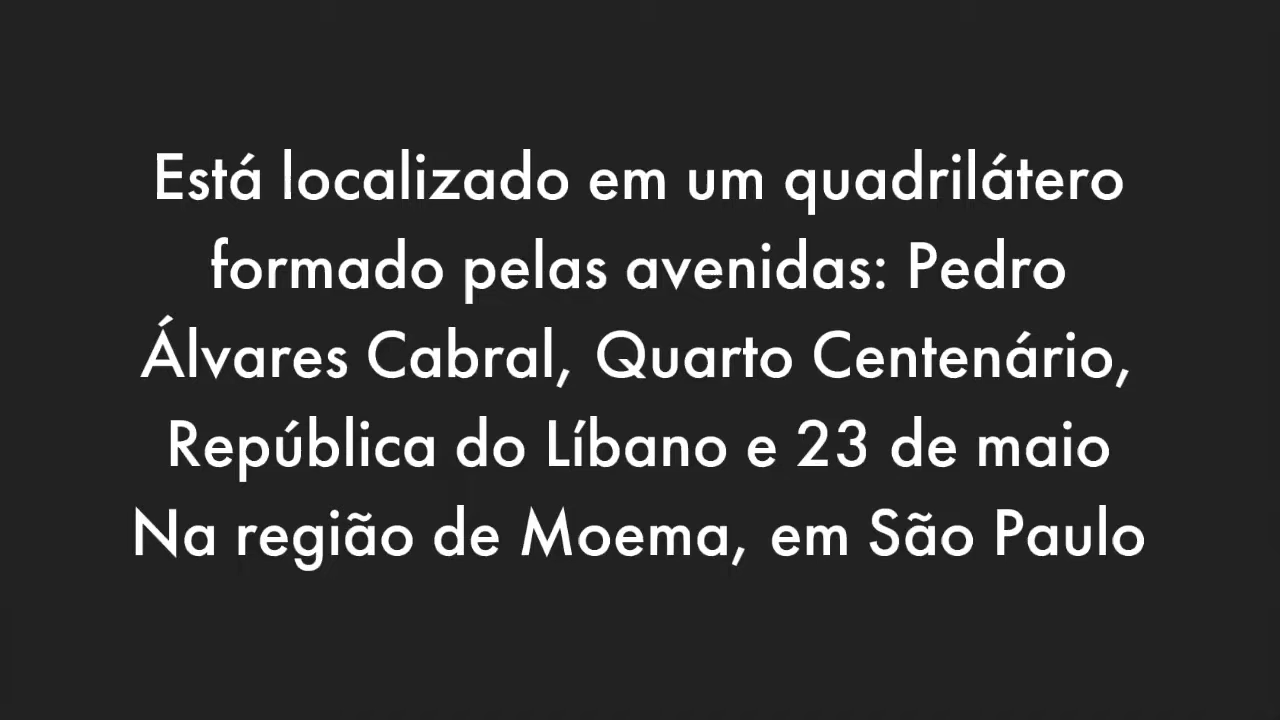 Está localizado em um quadrilátero
formado pelas avenidas: Pedro
Álvares Cabral, Quarto Centenário,
República do Líbano e 23 de maio
Na região de Moema, em São Paulo